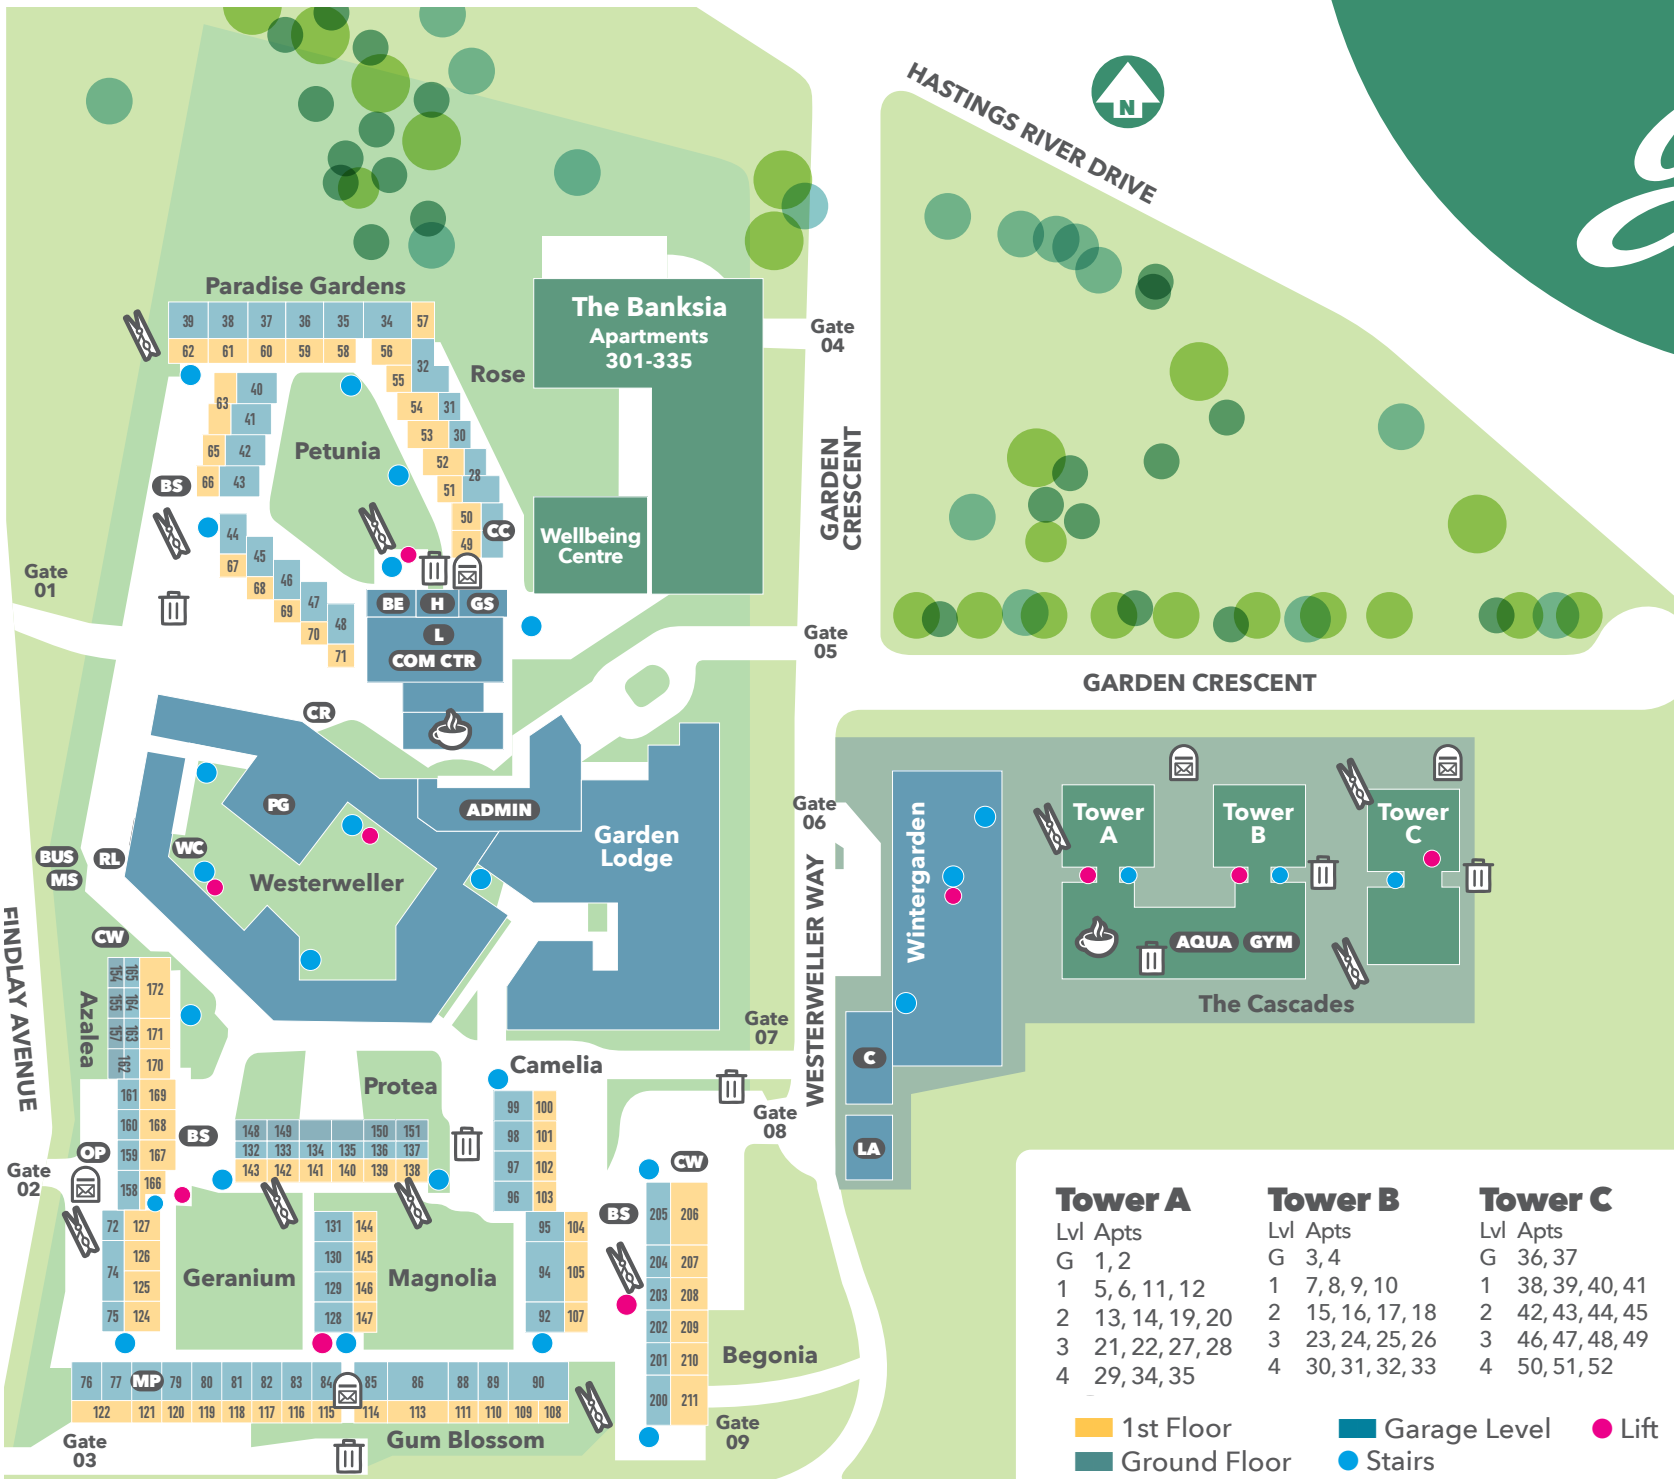 HASTINGS RIVER DRIVE
N
Paradise Gardens
39 38 37 36 35 34 57
62 61 60 59 58 56
32
55
Rose
The Banksia
Apartments
301-335
Gate
04
63 40
41
65 42
66 43
54 31
53 30
52 28
51
50
49
Petunia
BS
CC
Wellbeing
Centre
GARDEN
CRESCENT
44
67 45
68 46
69 47
70 48
71
Gate
01
BE H GS
L
COM CTR
Gate
05
GARDEN CRESCENT
CR
PG
ADMIN
WC
Westerweller
Garden
Lodge
BUS
MS
RL
CW
Gate
06
Wintergarden
Tower
A
Tower
B
Tower
C
AQUA GYM
The Cascades
WESTERWELLER WAY
FINDLAY AVENUE
Azalea
154 165 172
155 164
157 163 171
162 170
161 169
160 168
159 167
158 166
Gate
07
C
LA
Camelia
Protea
BS
OP
Gate
02
148 149 150 151
132 133 134 135 136 137
143 142 141 140 139 138
99 100
98 101
97 102
96 103
95 104
94 105
92 107
Gate
08
CW
BS
205 206
204 207
203 208
202 209
201 210
200 211
72 127
126
74
125
75 124
Geranium
131 144
130 145
129 146
128 147
Magnolia
Begonia
76 77 MP 79 80 81 82 83 84 85 86 88 89 90
122 121 120 119 118 117 116 115 114 113 111 110 109 108
Gum Blossom
Gate
03
Gate
09
Tower A
Lvl Apts
G 1, 2
1 5, 6, 11, 12
2 13, 14, 19, 20
3 21, 22, 27, 28
4 29, 34, 35
Tower B
Lvl Apts
G 3, 4
1 7, 8, 9, 10
2 15, 16, 17, 18
3 23, 24, 25, 26
4 30, 31, 32, 33
Tower C
Lvl Apts
G 36, 37
1 38, 39, 40, 41
2 42, 43, 44, 45
3 46, 47, 48, 49
4 50, 51, 52
1st Floor
Ground Floor
Garage Level
Stairs
Lift